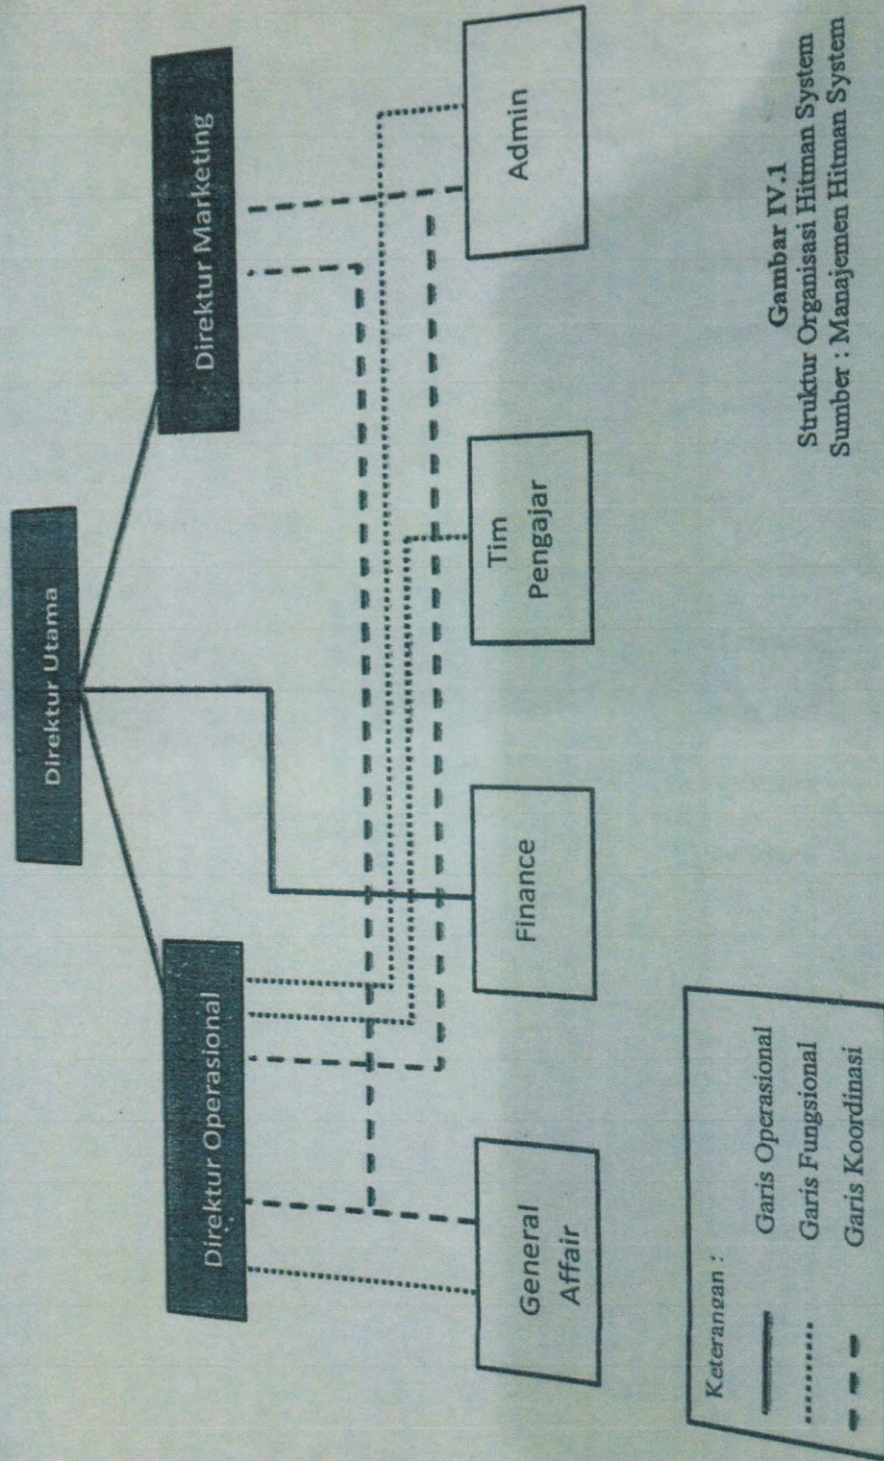 Direktur Utama
Direktur Operasional
Direktur Marketing
General
Affair
Finance
Tim
Pengajar
Admin
Keterangan :
Garis Operasional
Garis Fungsional
Garis Koordinasi
Gambar IV.1
Struktur Organisasi Hitman System
Sumber : Manajemen Hitman System